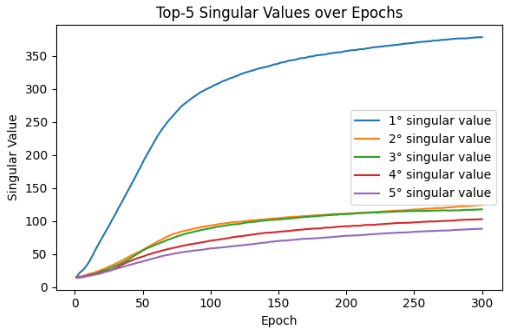 Top-5 Singular Values over Epochs
Singular Value
350
300
250
200
150
100
50
0
1° singular value
2° singular value
3° singular value
4° singular value
5° singular value
0 50 100 150 200 250 300
Epoch